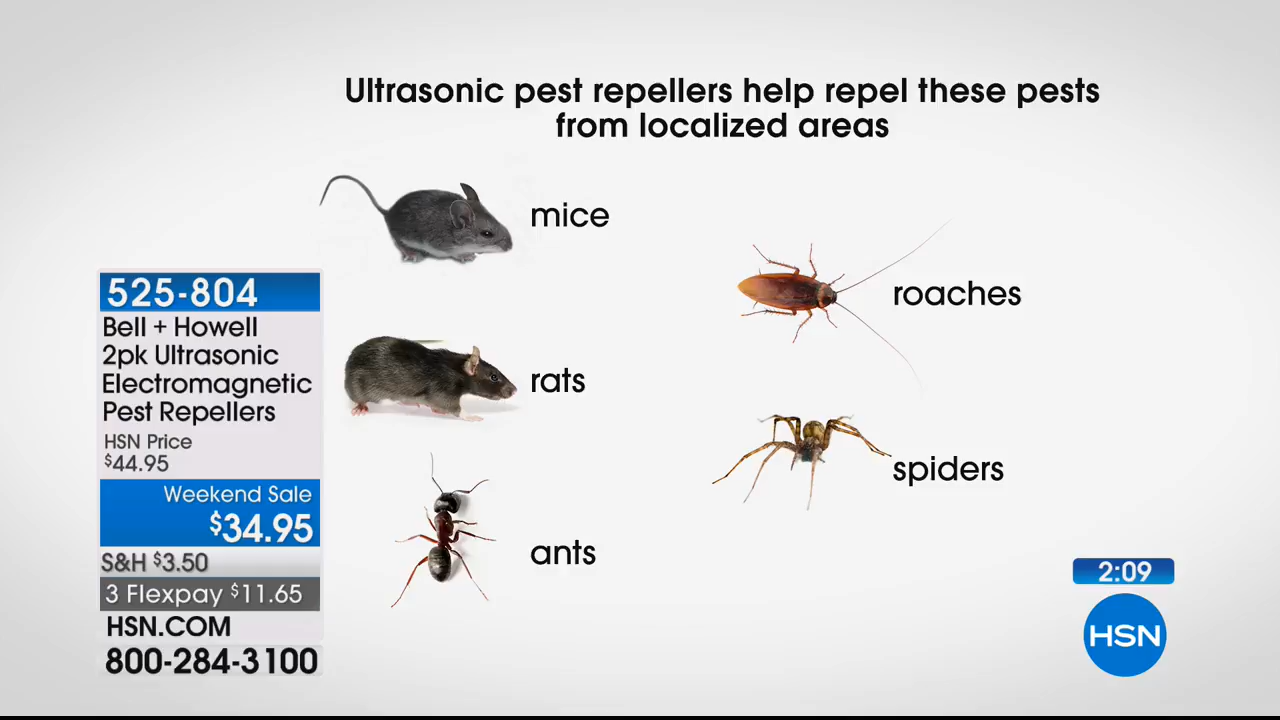 Ultrasonic pest repellers help repel these pests
from localized areas
mice
roaches
rats
spiders
ants
525-804
Bell + Howell
2pk Ultrasonic
Electromagnetic
Pest Repellers
HSN Price
$44.95
Weekend Sale
$34.95
S&H $3.50
3 Flexpay $11.65
HSN.COM
800-284-3100
2:09
HSN